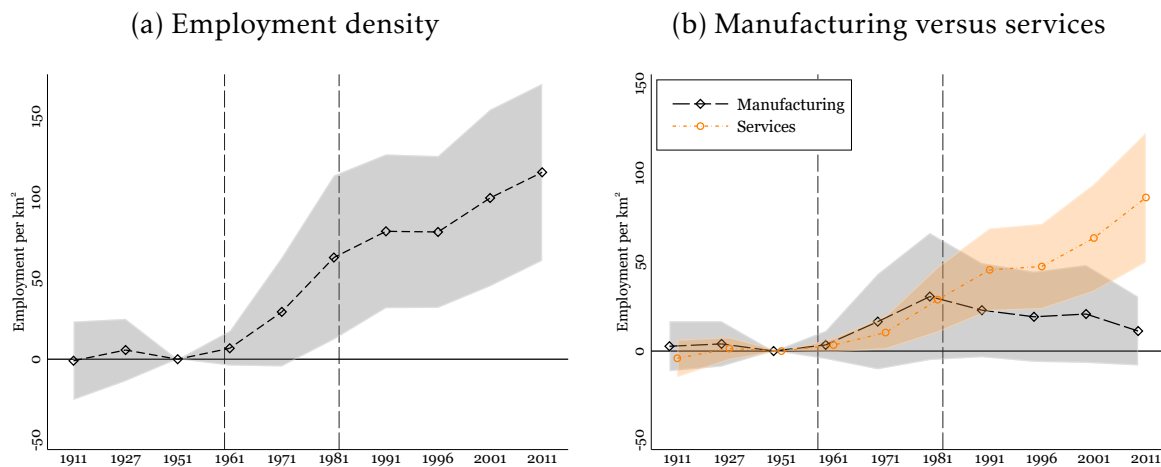 (a) Employment density
Employment per km²
150
100
50
0
-50
1911 1927 1951 1961 1971 1981 1991 1996 2001 2011
(b) Manufacturing versus services
Employment per km²
150
100
50
0
-50
Manufacturing
Services
1911 1927 1951 1961 1971 1981 1991 1996 2001 2011